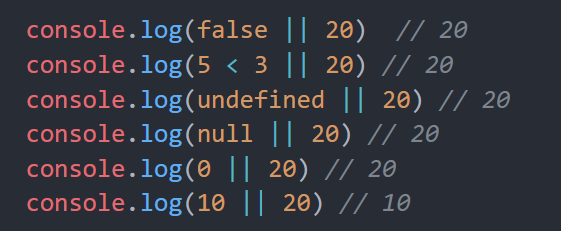 console.log(false || 20)  // 20
console.log(5 < 3 || 20) // 20
console.log(undefined || 20) // 20
console.log(null || 20) // 20
console.log(0 || 20) // 20
console.log(10 || 20) // 10